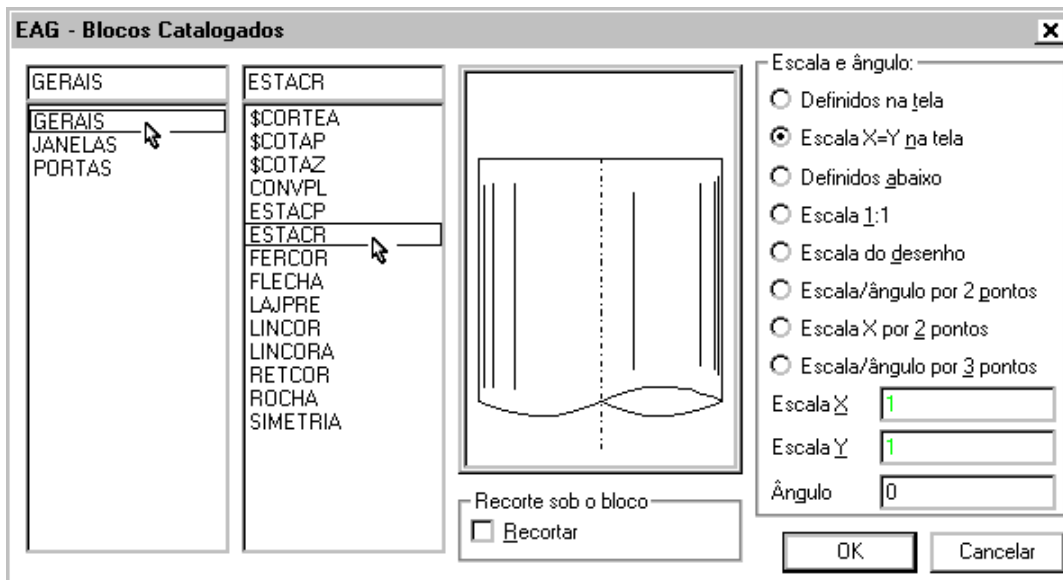 EAG - Blocos Catalogados
GERAIS
GERAIS
JANELAS
PORTAS
ESTACR
$CORTEA
$COTAP
$COTAZ
CONVPL
ESTACP
ESTACR
FERCOR
FLECHA
LAJPRE
LINCOR
LINCORA
RETCOR
ROCHA
SIMETRIA
Recorte sob o bloco
Recortar
Escala e ângulo:
Definidos na tela
Escala X=Y na tela
Definidos abaixo
Escala 1:1
Escala do desenho
Escala/ângulo por 2 pontos
Escala X por 2 pontos
Escala/ângulo por 3 pontos
Escala X 1
Escala Y 1
Ângulo 0
OK Cancelar